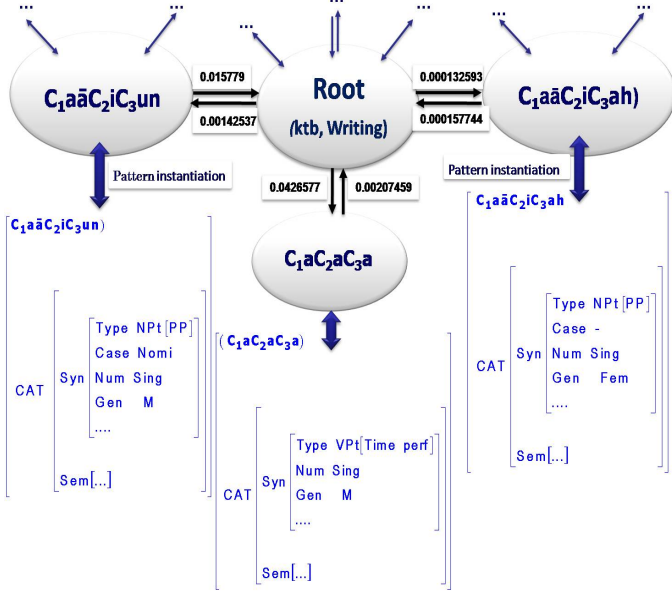 ... ... ... ... ...
C₁aāC₂iC₃un
0.015779
0.00142537
Root
(ktb, Writing)
0.000132593
0.000157744
C₁aāC₂iC₃ah)
Pattern instantiation
0.0426577
0.00207459
Pattern instantiation
C₁aC₂aC₃a
C₁aāC₂iC₃un)
CAT
Syn
Type NPt[PP]
Case Nomi
Num Sing
Gen M
....
Sem[...]
(C₁aC₂aC₃a)
CAT
Syn
Type VPt[Time perf]
Num Sing
Gen M
....
Sem[...]
C₁aāC₂iC₃ah
CAT
Syn
Type NPt[PP]
Case -
Num Sing
Gen Fem
....
Sem[...]